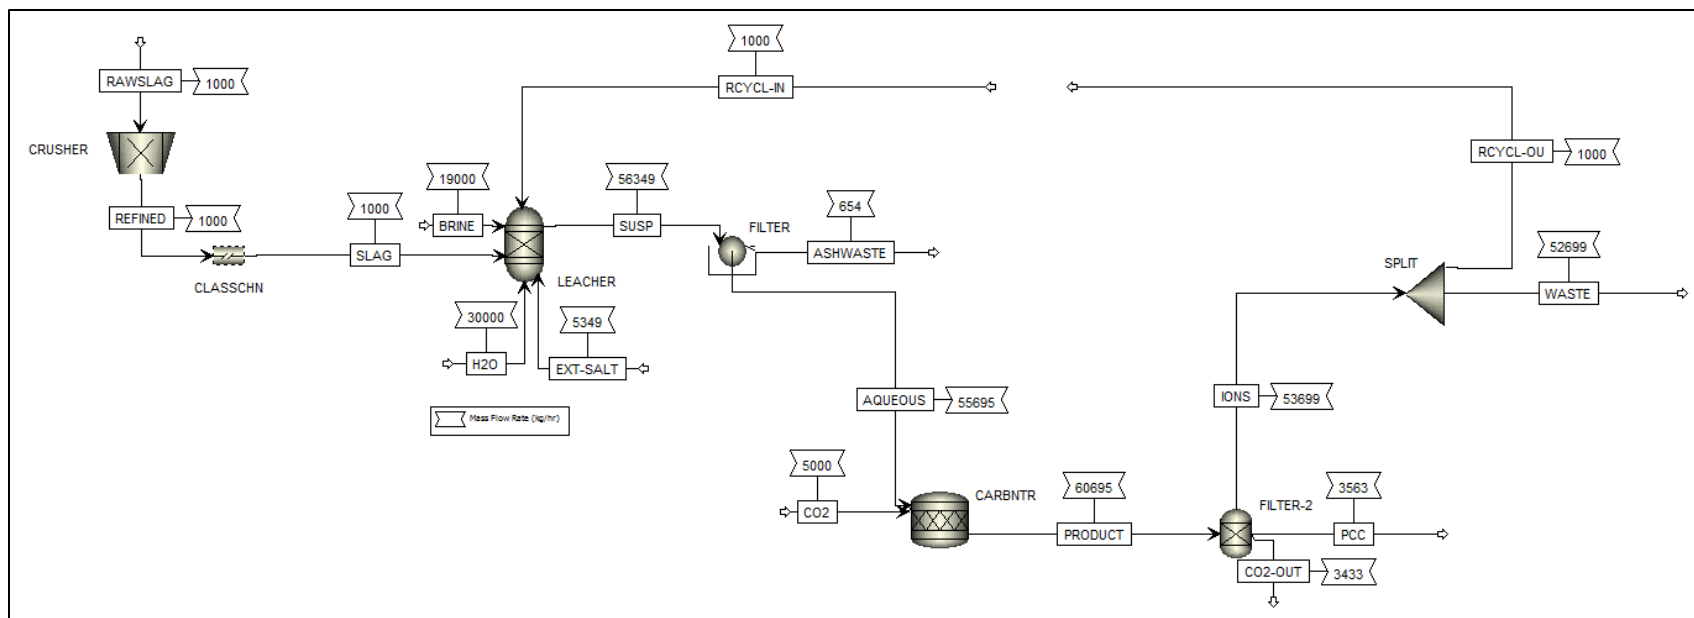 1000
RAWSLAG
1000
RCYCL-IN
CRUSHER
RCYCL-OU
1000
19000
56349
1000
654
REFINED
1000
BRINE
SUSP
FILTER
52699
SLAG
ASHWASTE
SPLIT
CLASSCHN
LEACHER
WASTE
30000
5349
H2O
EXT-SALT
AQUEOUS
55695
IONS
53699
Mass Flow Rate (kg/hr)
5000
60695
3563
CARBNTR
FILTER-2
CO2
PRODUCT
PCC
CO2-OUT
3433